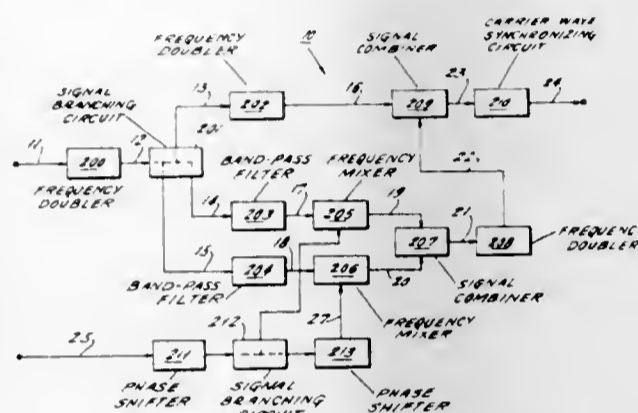 FREQUENCY
DOUBLER
10
SIGNAL
COMBINER
CARRIER WAVE
SYNCHRONIZING
CIRCUIT
SIGNAL
BRANCHING
CIRCUIT
13
202
16
209
23
210
24
201
11
200
12
FREQUENCY
DOUBLER
BAND-PASS
FILTER
FREQUENCY
MIXER
22
14
203
17
205
19
207
21
208
FREQUENC
DOUBLER
15
204
18
206
20
SIGNAL
COMBINER
BAND-PASS
FILTER
212
27
FREQUENCY
MIXER
25
211
213
PHASE
SHIFTER
SIGNAL
BRANCHING
PHASE
SHIFTER